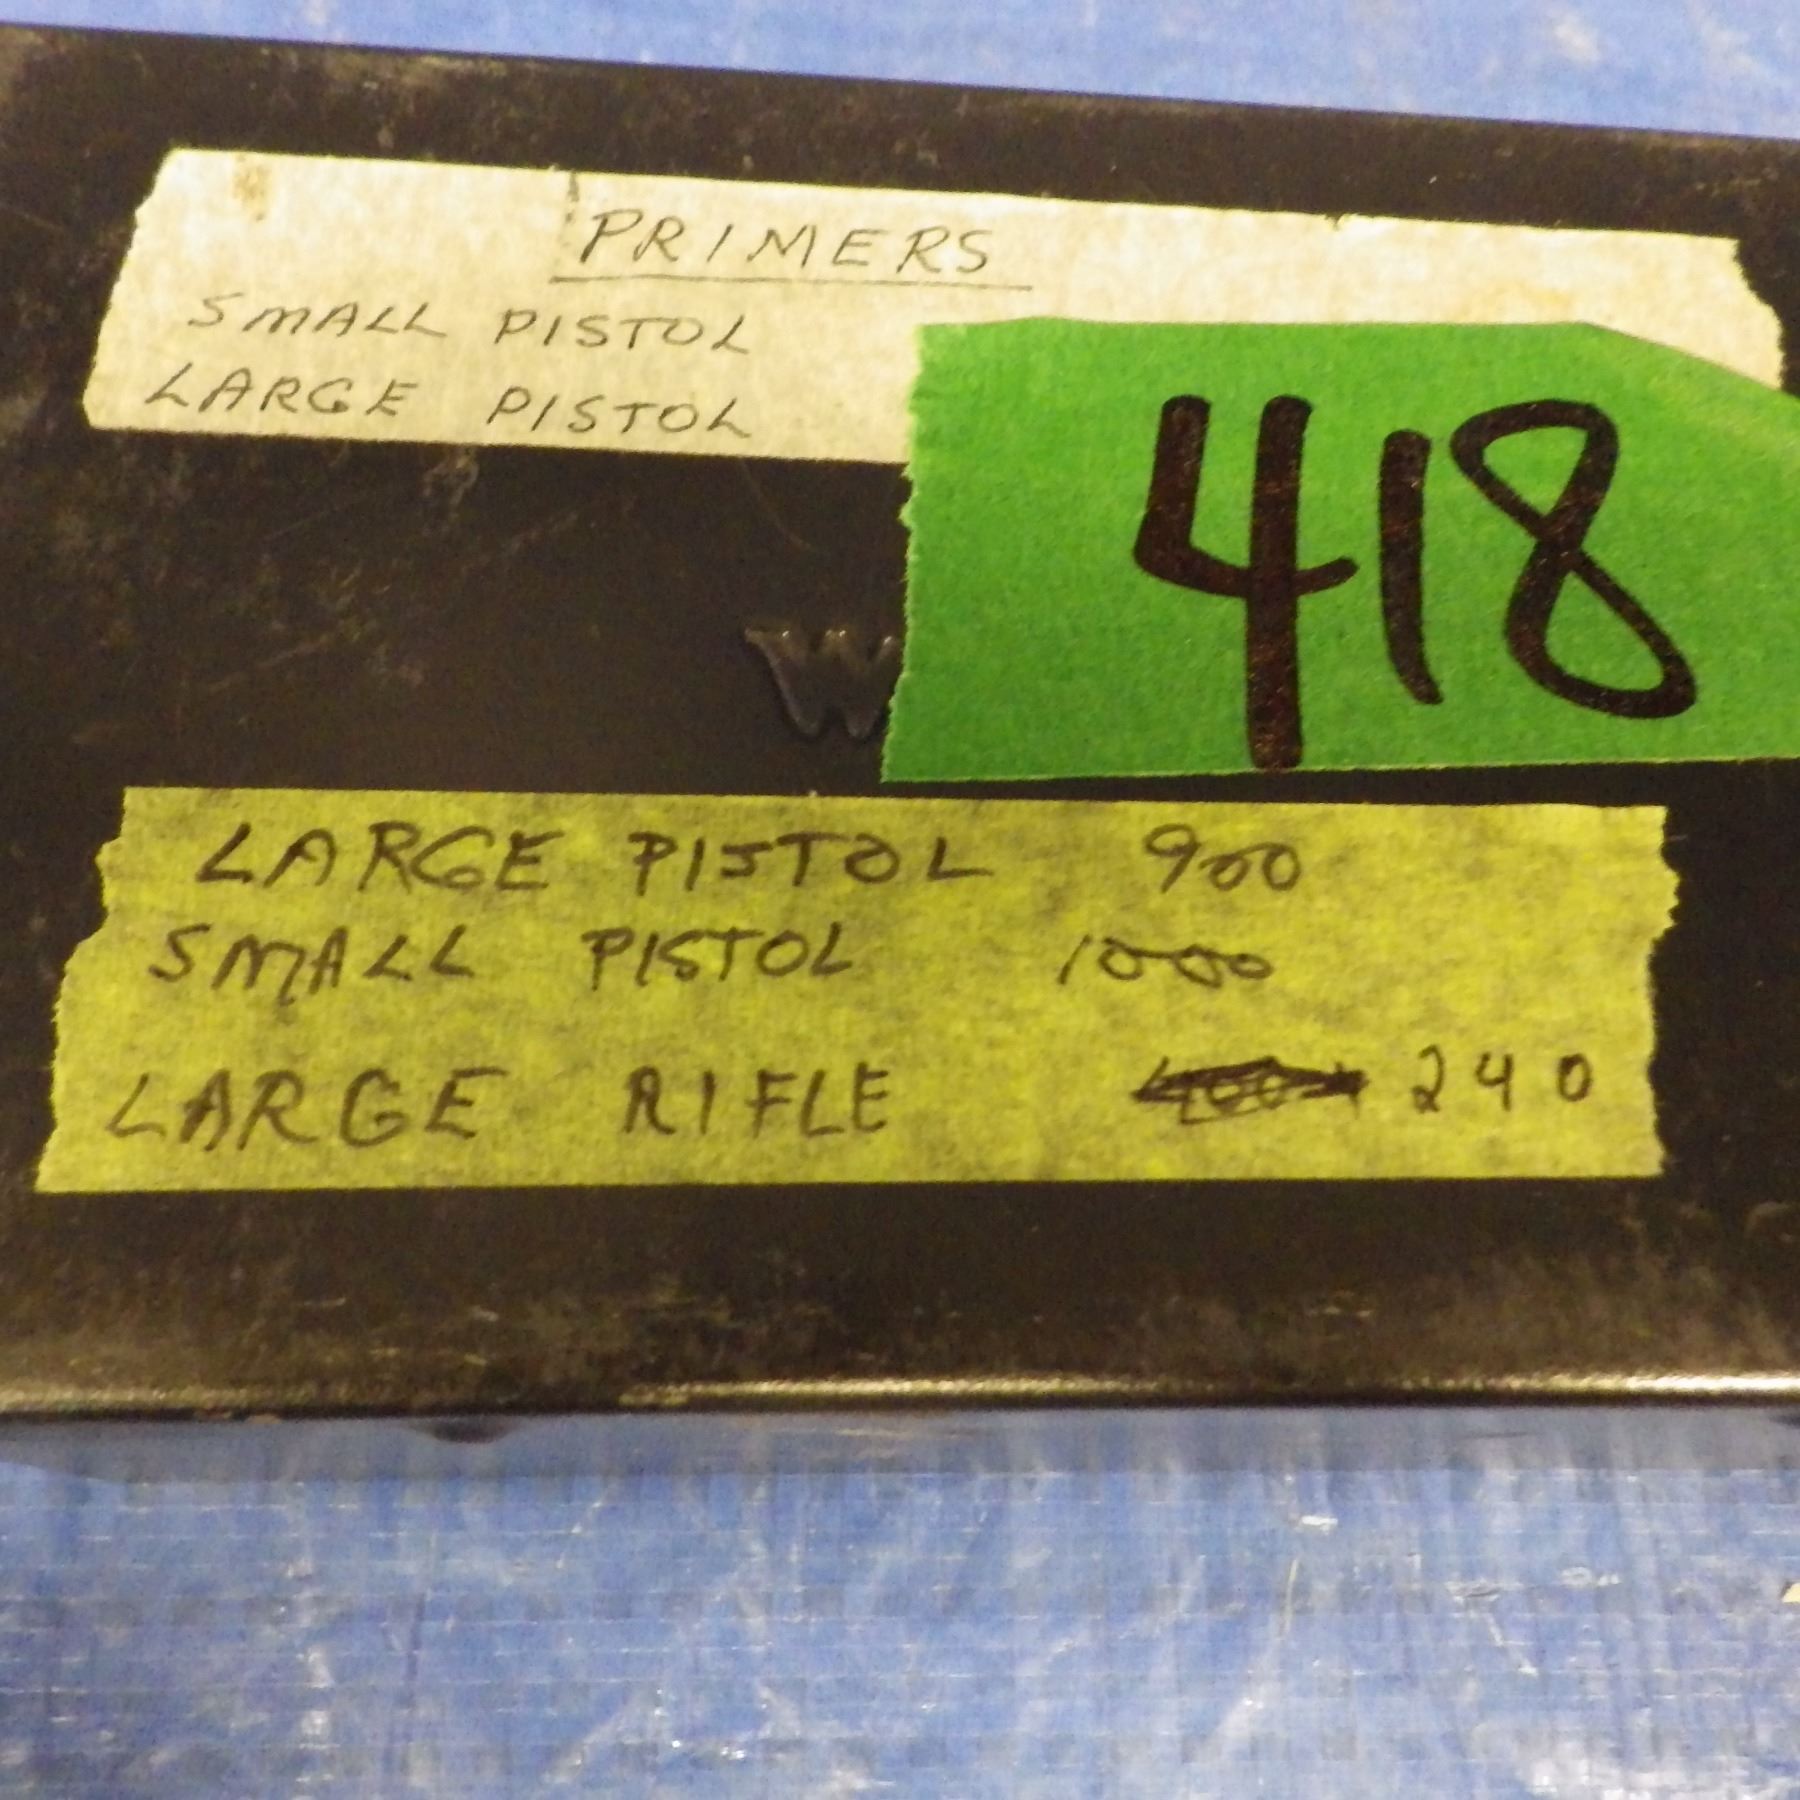 PRIMERS
SMALL PISTOL
LARGE PISTOL
418
W
LARGE PISTOL 900
SMALL PISTOL 1000
LARGE RIFLE 240